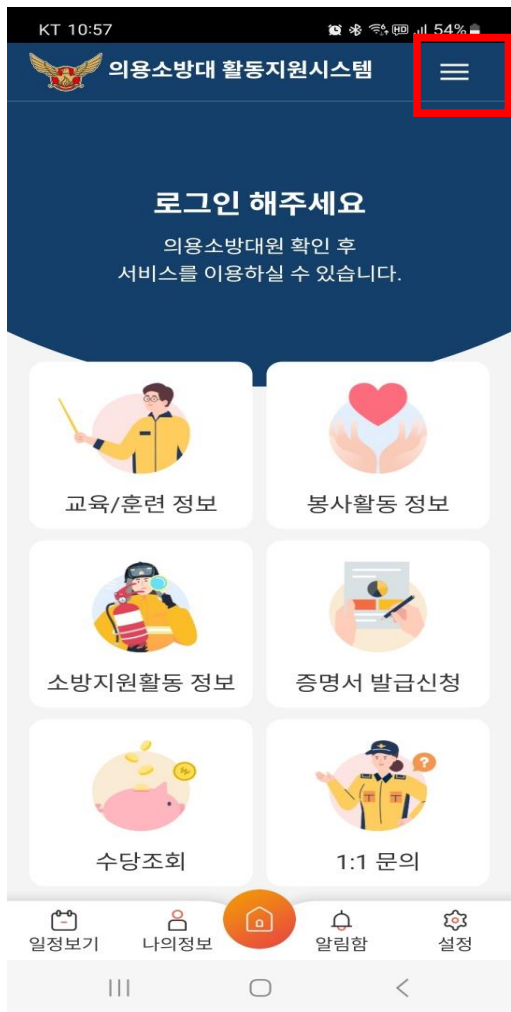 KT 10:57
HD 54%
의용소방대 활동지원시스템
로그인 해주세요
의용소방대원 확인 후
서비스를 이용하실 수 있습니다.
교육/훈련 정보
봉사활동 정보
소방지원활동 정보
증명서 발급신청
수당조회
1:1 문의
일정보기
나의정보
알림함
설정